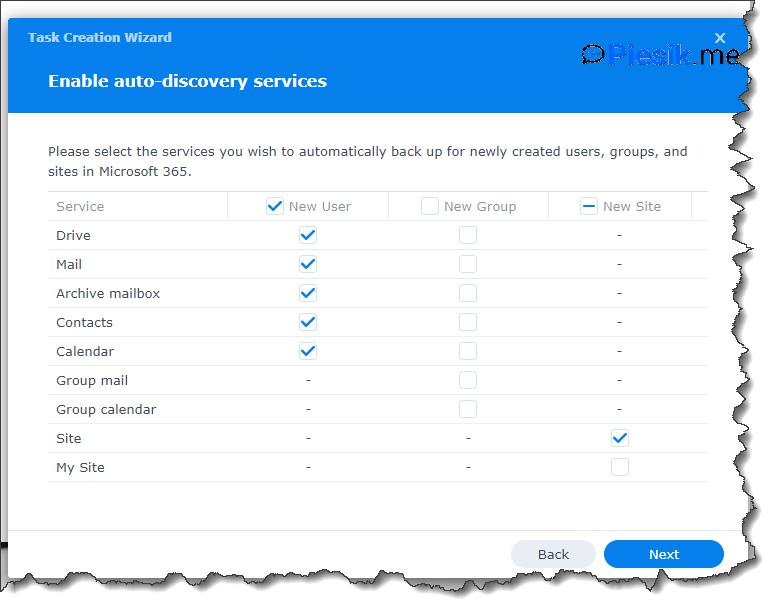 Task Creation Wizard
Piesik.me
Enable auto-discovery services
Please select the services you wish to automatically back up for newly created users, groups, and
sites in Microsoft 365.
Service New User New Group New Site
Drive -
Mail -
Archive mailbox -
Contacts -
Calendar -
Group mail - -
Group calendar - -
Site - -
My Site - -
Back Next